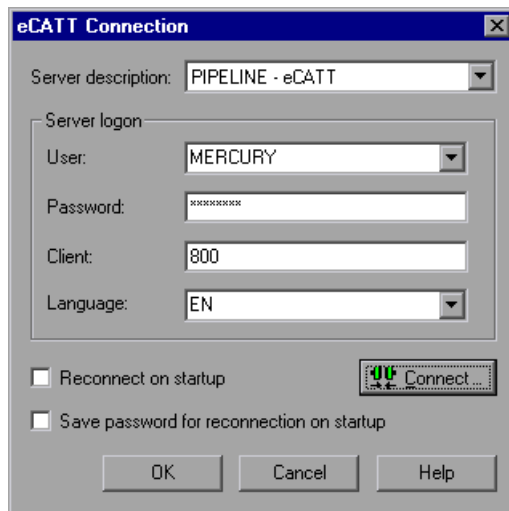 eCATT Connection
Server description: PIPELINE - eCATT
Server logon
User: MERCURY
Password: ********
Client: 800
Language: EN
Reconnect on startup
Connect...
Save password for reconnection on startup
OK Cancel Help